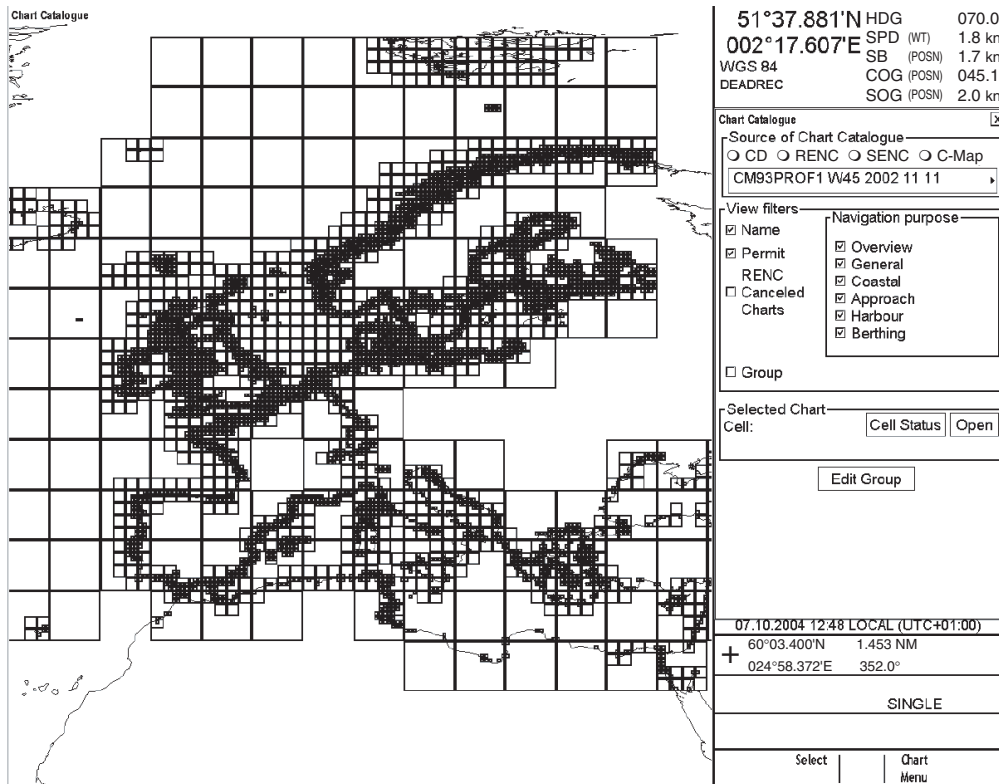 Chart Catalogue
51°37.881'N HDG 070.0
002°17.607'E SPD (WT) 1.8 kn
WGS 84 SB (POSN) 1.7 kn
DEADREC COG (POSN) 045.1
SOG (POSN) 2.0 kn
Chart Catalogue
Source of Chart Catalogue
CD RENC SENC C-Map
CM93PROF1 W45 2002 11 11
View filters
Navigation purpose
Name
Permit
RENC
Canceled
Charts
Overview
General
Coastal
Approach
Harbour
Berthing
Group
Selected Chart
Cell: Cell Status Open
Edit Group
07.10.2004 12:48 LOCAL (UTC+01:00)
60°03.400'N 1.453 NM
024°58.372'E 352.0°
SINGLE
Select Chart
Menu